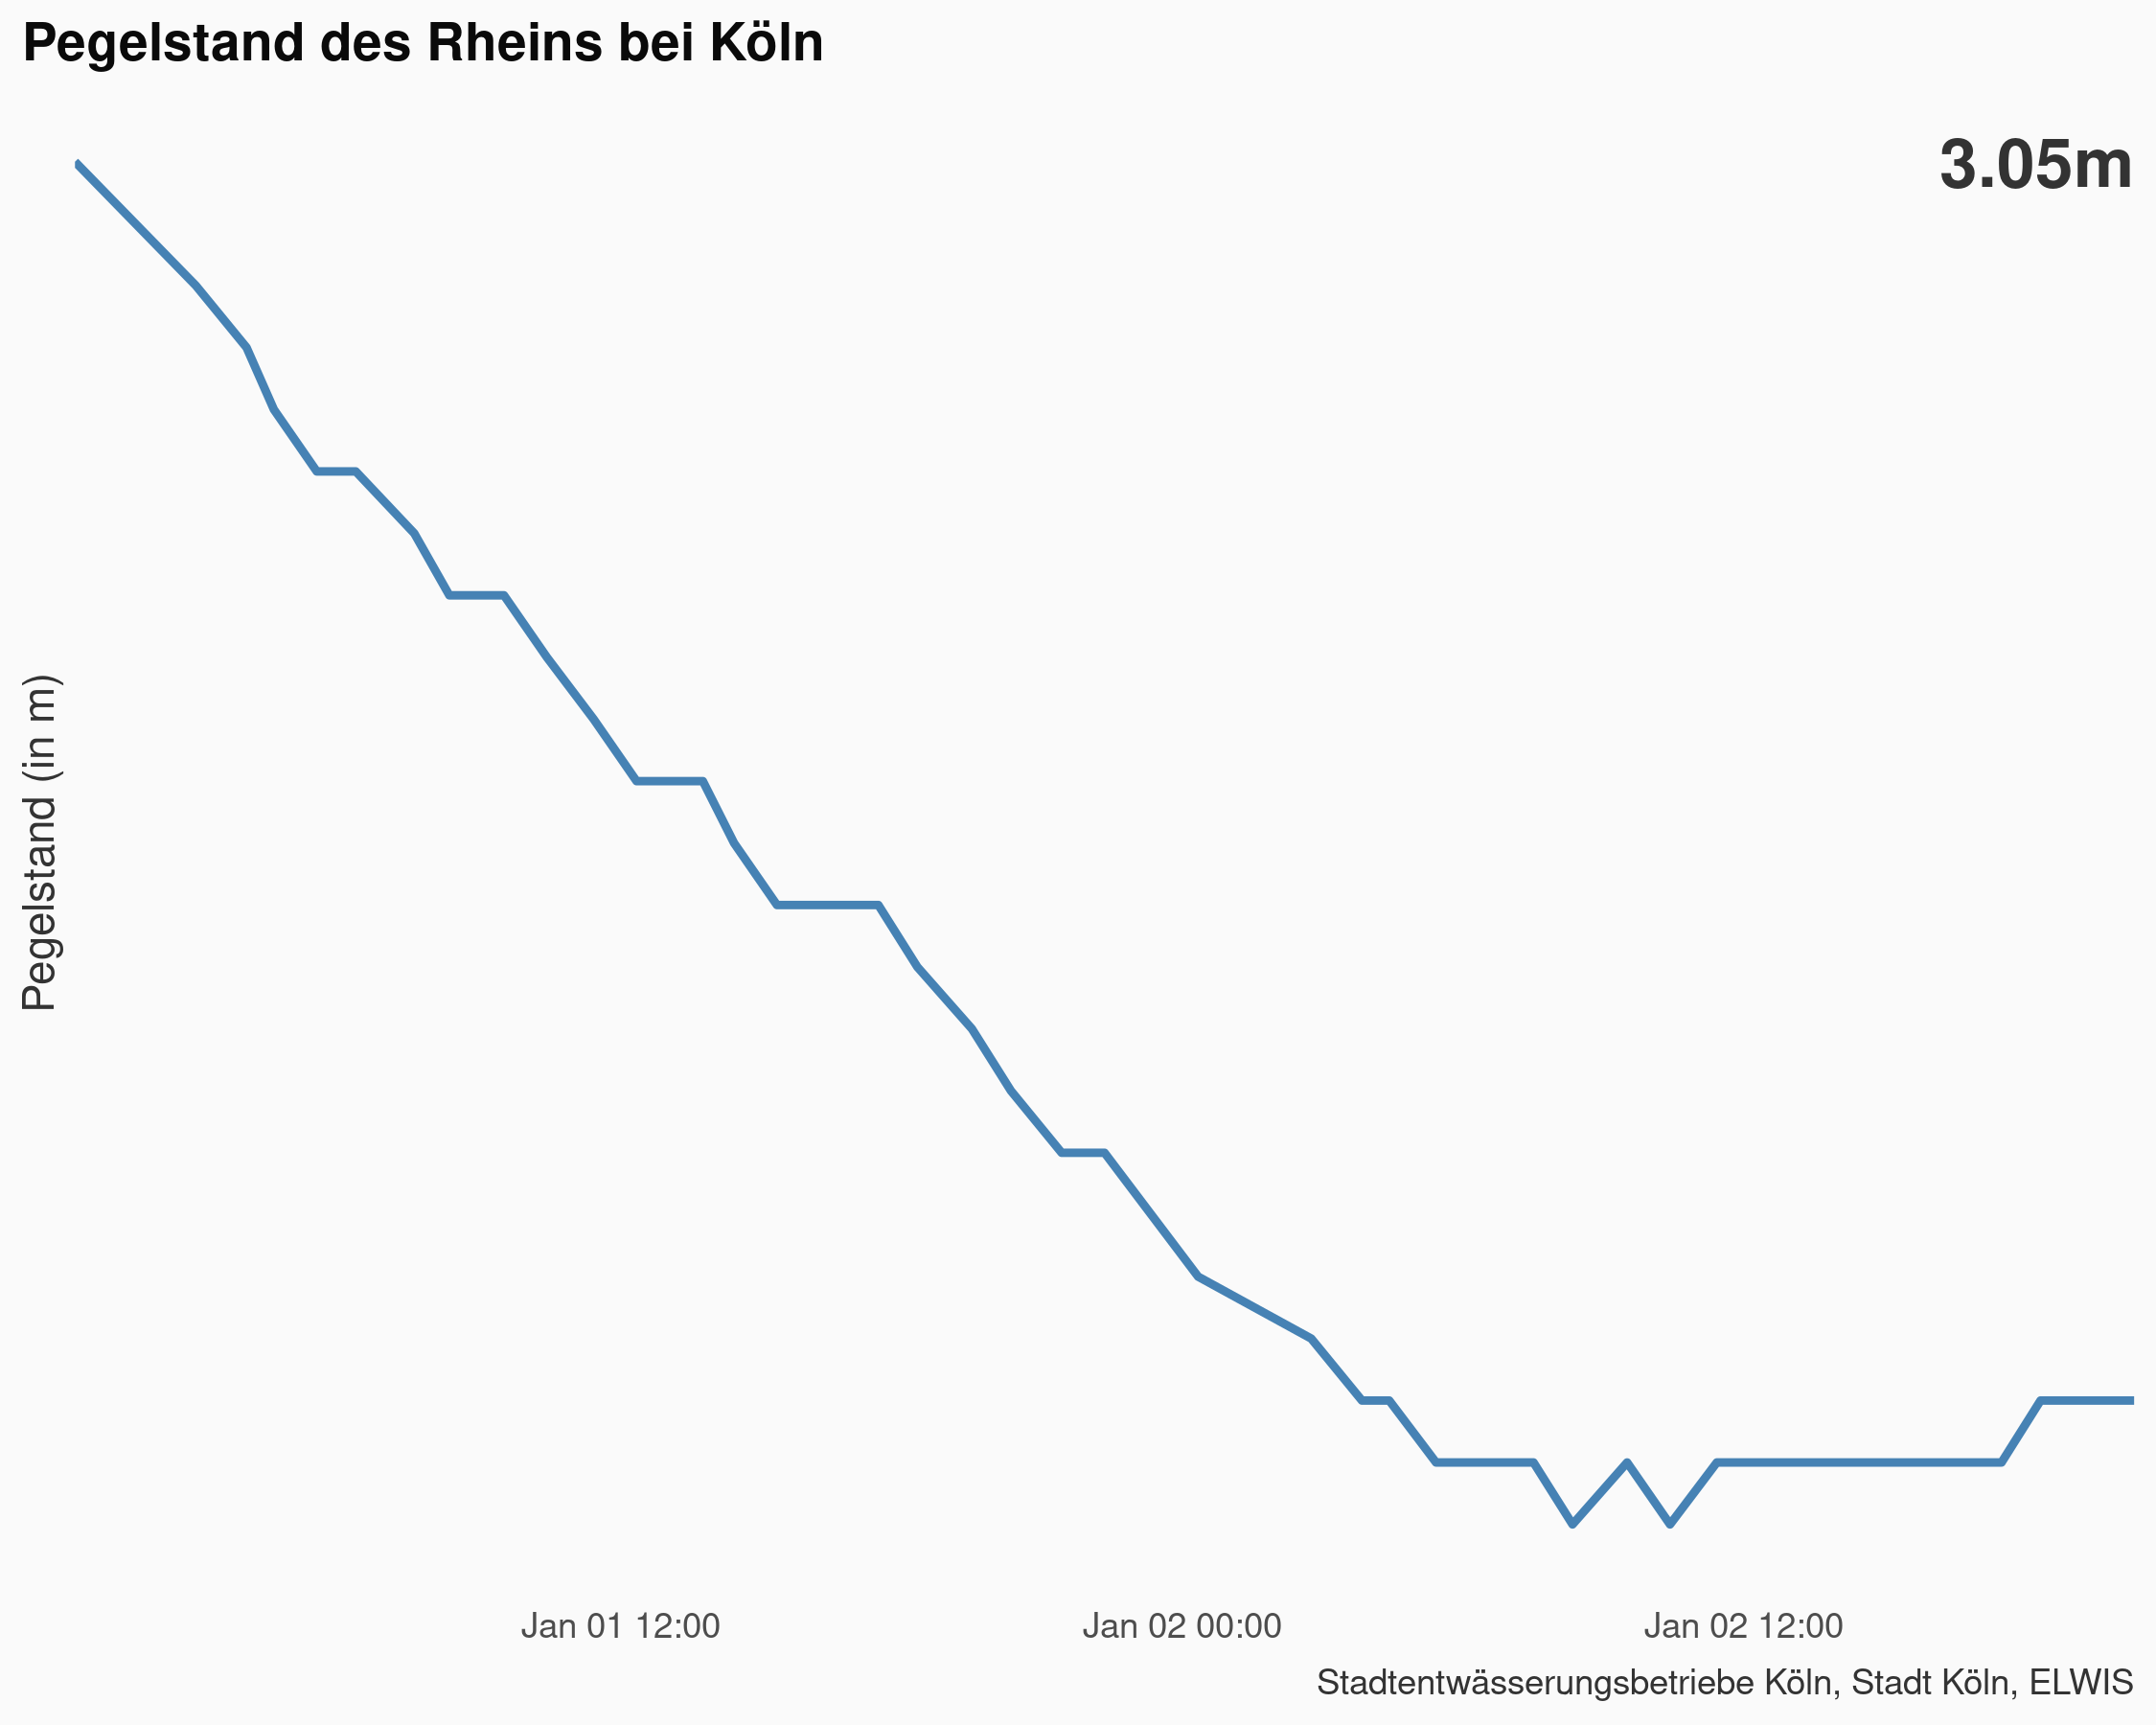 Pegelstand des Rheins bei Köln
3.05m
Pegelstand (in m)
Jan 01 12:00
Jan 02 00:00
Jan 02 12:00
Stadtentwässerungsbetriebe Köln, Stadt Köln, ELWIS